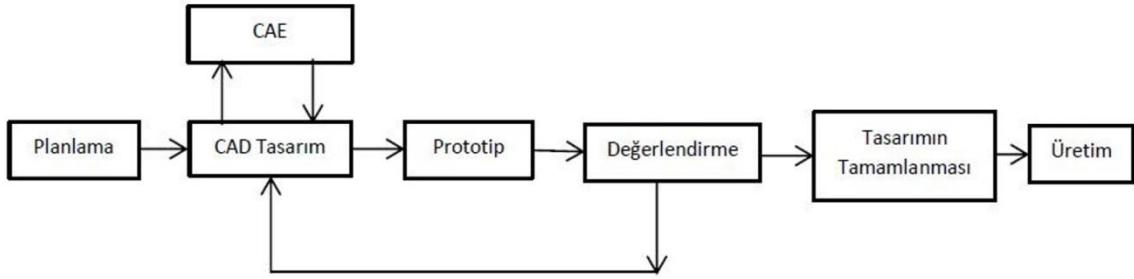 CAE
Planlama
CAD Tasarım
Prototip
Değerlendirme
Tasarımın
Tamamlanması
Üretim